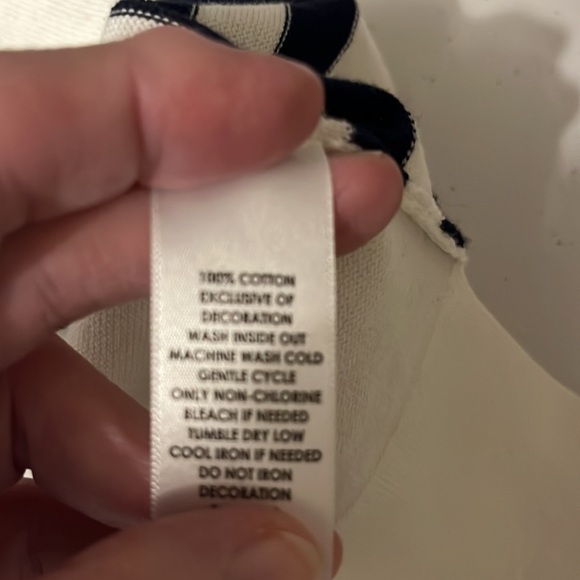 100% COTTON
EXCLUSIVE OF
DECORATION
WASH INSIDE OUT
MACHINE WASH COLD
GENTLE CYCLE
ONLY NON-CHLORINE
BLEACH IF NEEDED
TUMBLE DRY LOW
COOL IRON IF NEEDED
DO NOT IRON
DECORATION